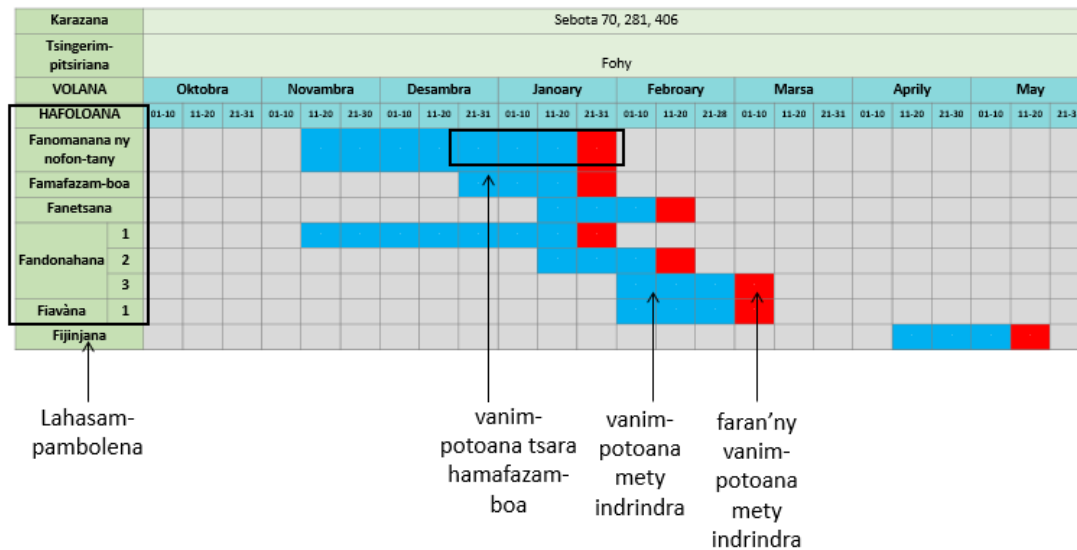 Karazana Sebota 70, 281, 406
Tsingerim-
pitsiriana Fohy
VOLANA Oktobra Novambra Desambra Janoary Febroary Marsa Aprily May
HAFOLOANA 01-10 11-20 21-31 01-10 11-20 21-30 01-10 11-20 21-31 01-10 11-20 21-31 01-10 11-20 21-28 01-10 11-20 21-31 01-10 11-20 21-30 01-10 11-20
Fanomanana ny
nofon-tany
Famafazam-boa
Fanetsana
1
Fandonahana 2
3
Fiavàna 1
Fijinjana
Lahasam-
pambolena
vanim-
potoana tsara
hamafazam-
boa
vanim-
potoana
mety
indrindra
faran’ny
vanim-
potoana
mety
indrindra